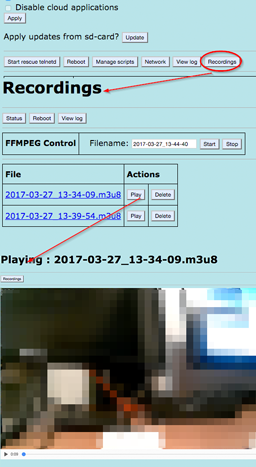 Disable cloud applications
Apply
Apply updates from sd-card? Update
Start rescue telnetd Reboot Manage scripts Network View log Recordings
Recordings
Status Reboot View log
FFMPEG Control Filename: 2017-03-27_13-44-40 Start Stop
File Actions
2017-03-27_13-34-09.m3u8 Play Delete
2017-03-27_13-39-54.m3u8 Play Delete
Playing : 2017-03-27_13-34-09.m3u8
Recordings
0:09